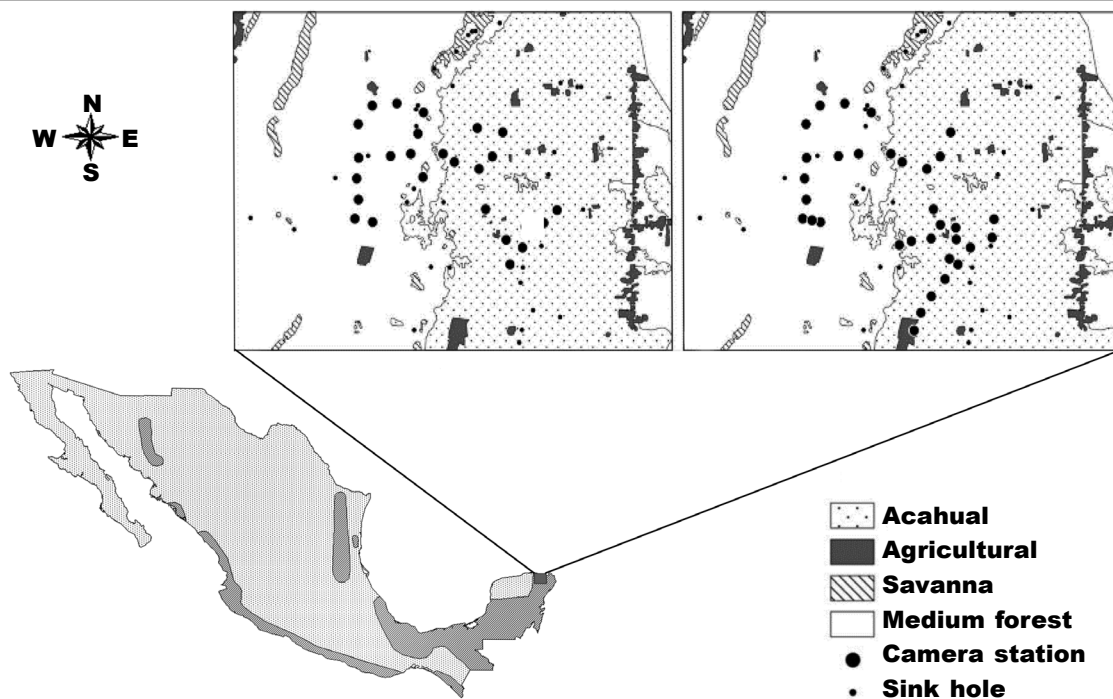 N
W E
S
Acahual
Agricultural
Savanna
Medium forest
Camera station
Sink hole